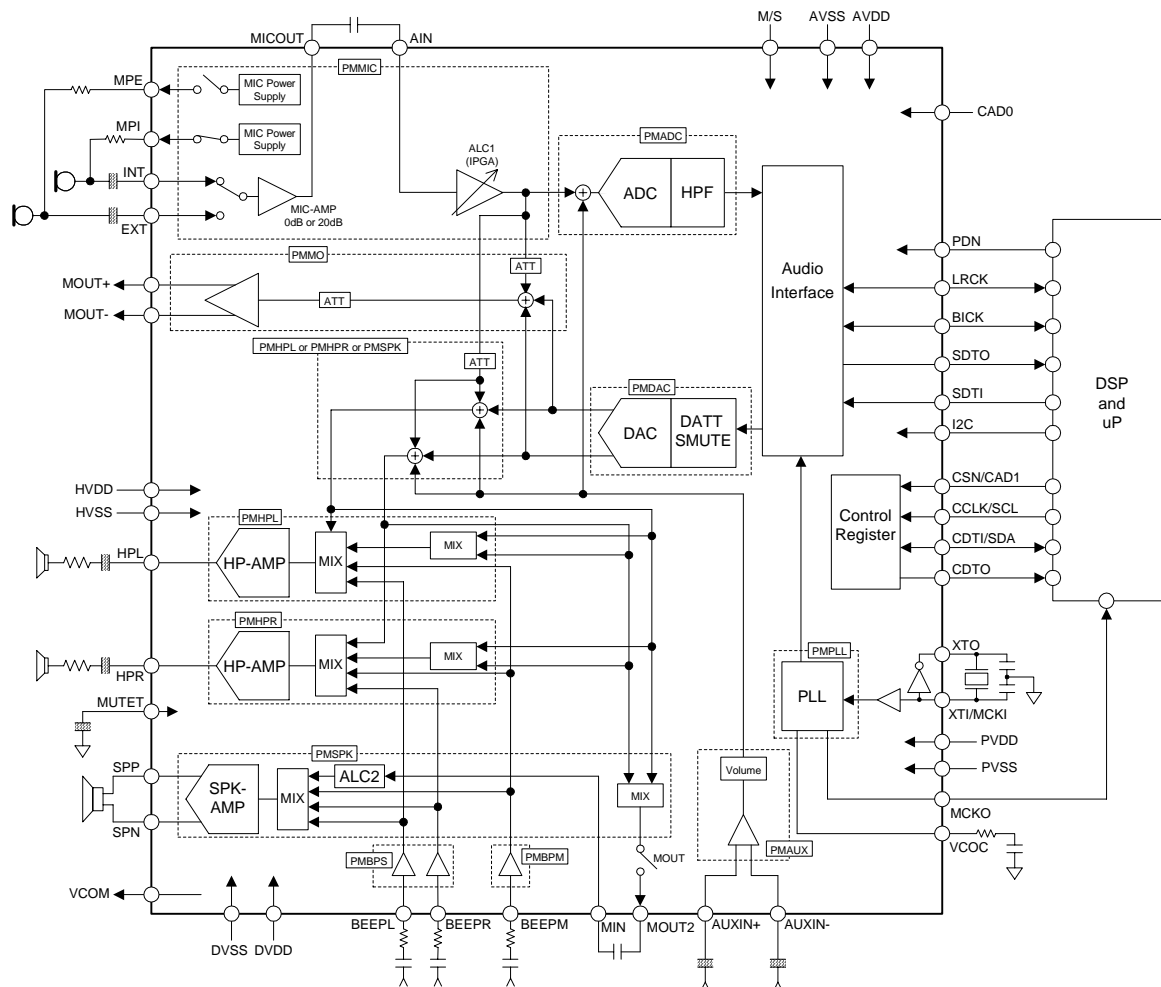 M/S AVSS AVDD
MICOUT AIN
PMMIC
MPE
MIC Power
Supply
CAD0
MPI
MIC Power
Supply
PMADC
ALC1
(IPGA)
INT
ADC HPF
MIC-AMP
0dB or 20dB
EXT
PDN
PMMO
ATT
Audio
Interface
MOUT+
LRCK
ATT
MOUT-
BICK
PMHPL or PMHPR or PMSPK
ATT
SDTO
DSP
and
uP
PMDAC
SDTI
DAC
DATT
SMUTE
I2C
HVDD
CSN/CAD1
HVSS
PMHPL
Control
Register
CCLK/SCL
HPL
HP-AMP
MIX
MIX
CDTI/SDA
CDTO
PMHPR
HP-AMP
MIX
MIX
HPR
PMPLL
XTO
PLL
MUTET
XTI/MCKI
PVDD
PMSPK
SPP
ALC2
Volume
PVSS
SPK-
AMP
MIX
MIX
MCKO
SPN
MOUT
PMBPS
PMBPM
PMAUX
VCOC
VCOM
DVSS DVDD
BEEPL BEEPR BEEPM MIN MOUT2 AUXIN+ AUXIN-